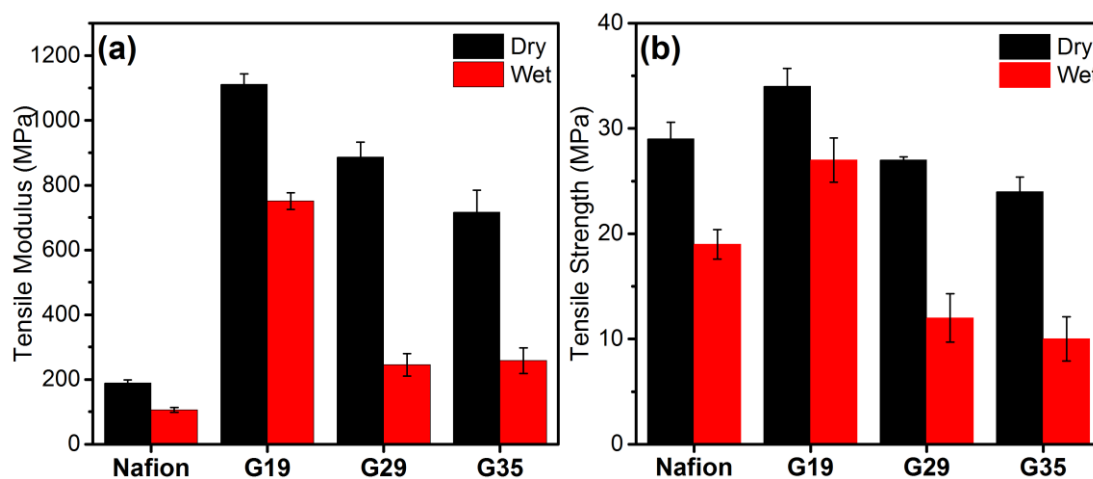 (a)
Dry
Wet
Tensile Modulus (MPa)
1200
1000
800
600
400
200
0
Nafion G19 G29 G35
(b)
Dry
Wet
Tensile Strength (MPa)
40
30
20
10
0
Nafion G19 G29 G35